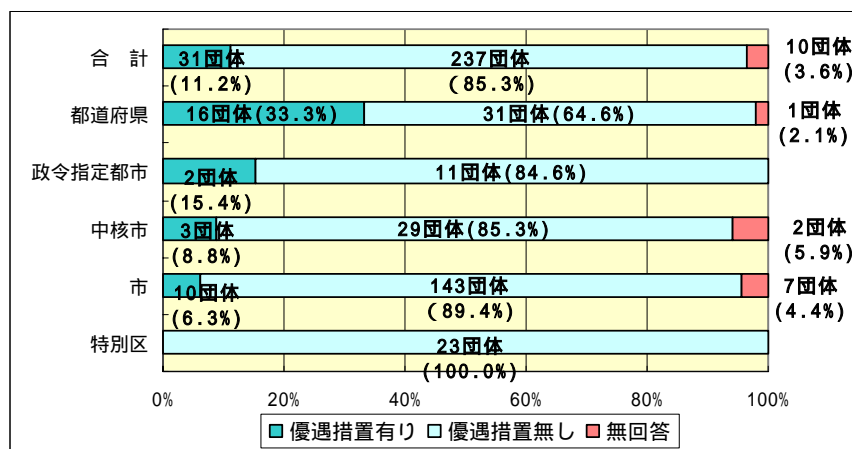 合　計
31団体
(11.2%)
237団体
(85.3%)
10団体
(3.6%)
都道府県
16団体(33.3%)
31団体(64.6%)
1団体
(2.1%)
政令指定都市
2団体
(15.4%)
11団体(84.6%)
中核市
3団体
(8.8%)
29団体(85.3%)
2団体
(5.9%)
市
10団体
(6.3%)
143団体
(89.4%)
7団体
(4.4%)
特別区
23団体
(100.0%)
0% 20% 40% 60% 80% 100%
優遇措置有り 優遇措置無し 無回答